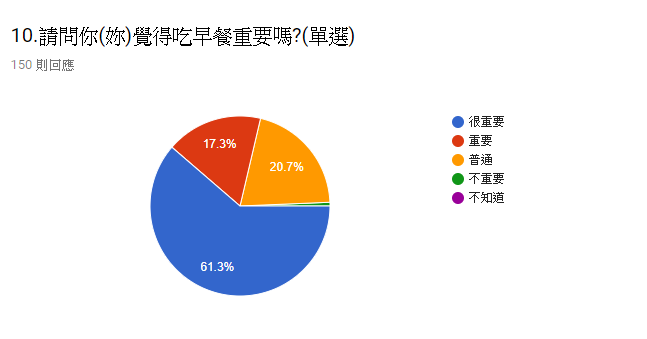 10.請問你(妳)覺得吃早餐重要嗎?(單選)
150 則回應
很重要
重要
普通
不重要
不知道
17.3%
20.7%
61.3%